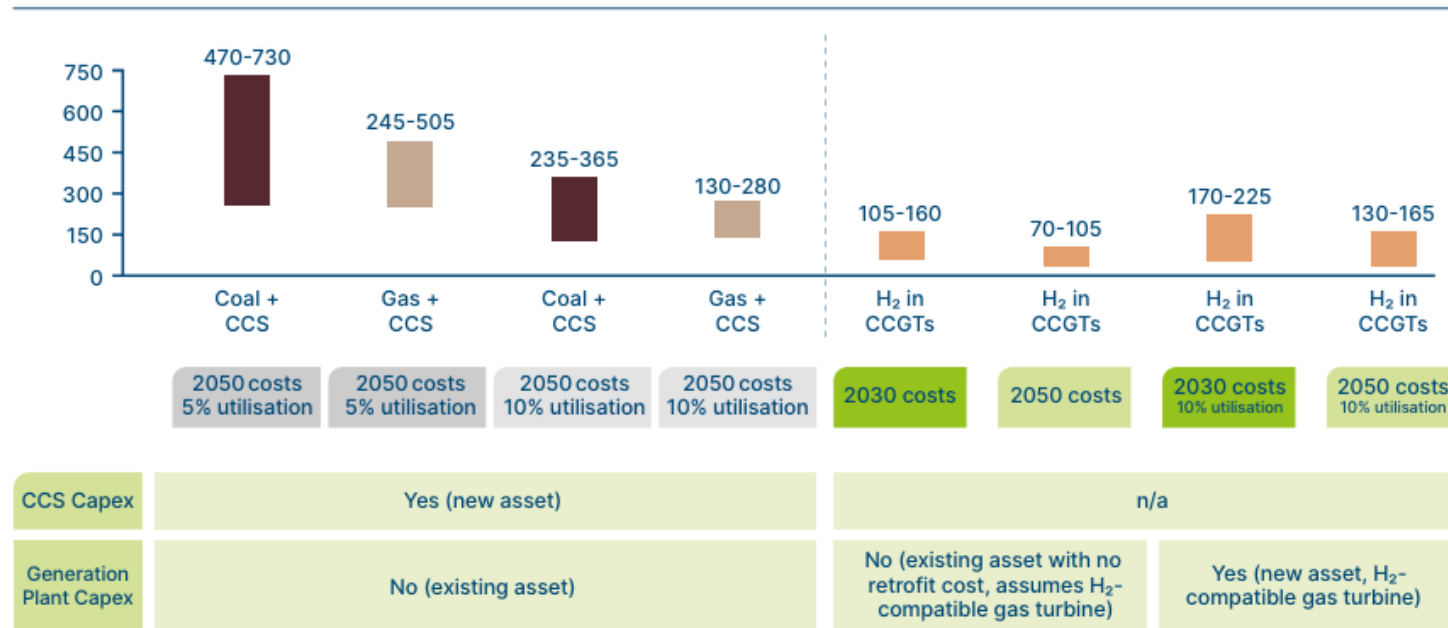 470-730
245-505
235-365
130-280
105-160
70-105
170-225
130-165
750
600
450
300
150
0
Coal +
CCS
Gas +
CCS
Coal +
CCS
Gas +
CCS
H₂ in
CCGTs
H₂ in
CCGTs
H₂ in
CCGTs
H₂ in
CCGTs
2050 costs
5% utilisation
2050 costs
5% utilisation
2050 costs
10% utilisation
2050 costs
10% utilisation
2030 costs
2050 costs
2030 costs
10% utilisation
2050 costs
10% utilisation
CCS Capex
Yes (new asset)
n/a
Generation
Plant Capex
No (existing asset)
No (existing asset with no
retrofit cost, assumes H₂-
compatible gas turbine)
Yes (new asset, H₂-
compatible gas turbine)